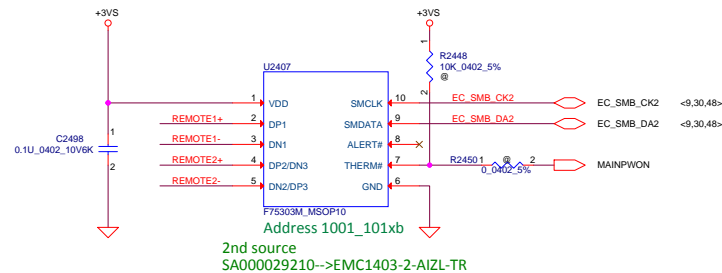 +3VS
+3VS
U2407
R2448
10K_0402_5%
@
1
2
1 VDD SMCLK 10 EC_SMB_CK2 EC_SMB_CK2 <9,30,48>
REMOTE1+ 2 DP1 SMDATA 9 EC_SMB_DA2 EC_SMB_DA2 <9,30,48>
REMOTE1- 3 DN1 ALERT# 8
REMOTE2+ 4 DP2/DN3 THERM# 7 R2450 1 @ 2 MAINPWON
0_0402_5%
REMOTE2- 5 DN2/DP3 GND 6
C2498
0.1U_0402_10V6K
1
2
F75303M_MSOP10
Address 1001_101xb
2nd source
SA000029210-->EMC1403-2-AIZL-TR